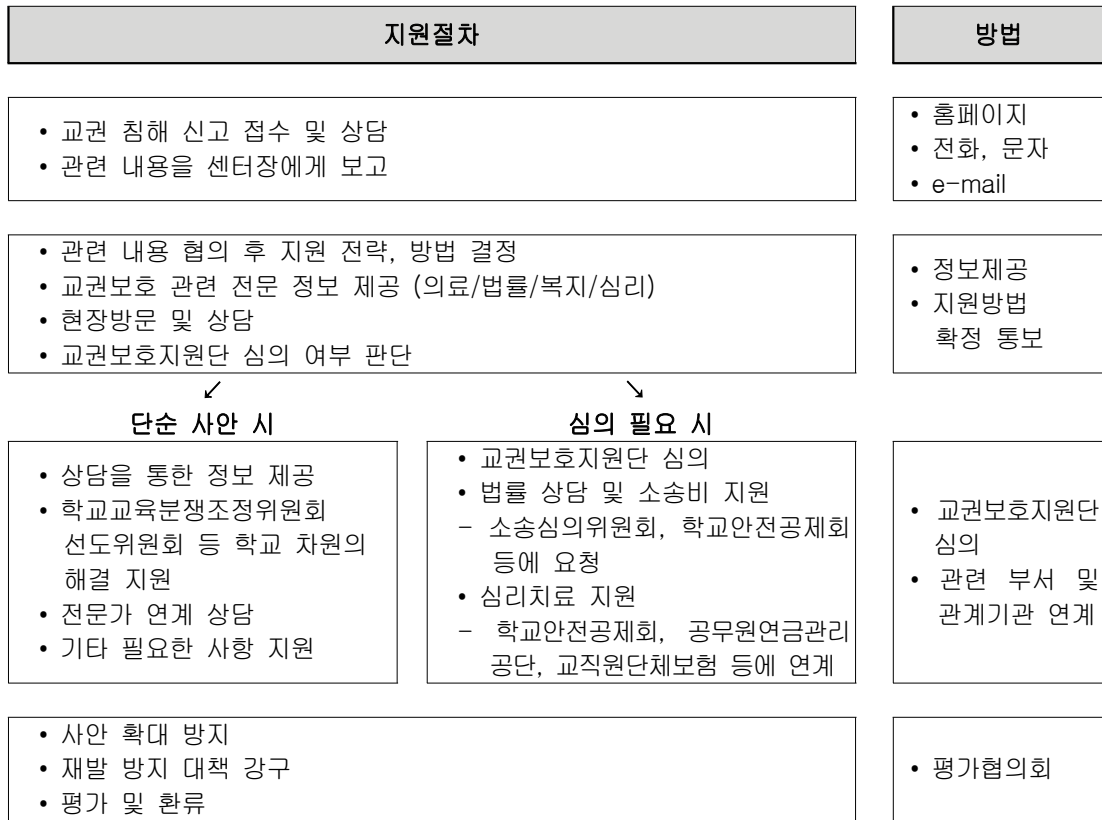 지원절차
방법
• 교권 침해 신고 접수 및 상담
• 관련 내용을 센터장에게 보고
• 홈페이지
• 전화, 문자
• e-mail
• 관련 내용 협의 후 지원 전략, 방법 결정
• 교권보호 관련 전문 정보 제공 (의료/법률/복지/심리)
• 현장방문 및 상담
• 교권보호지원단 심의 여부 판단
• 정보제공
• 지원방법
확정 통보
↙
↘
단순 사안 시
심의 필요 시
• 상담을 통한 정보 제공
• 학교교육분쟁조정위원회
선도위원회 등 학교 차원의
해결 지원
• 전문가 연계 상담
• 기타 필요한 사항 지원
• 교권보호지원단 심의
• 법률 상담 및 소송비 지원
- 소송심의위원회, 학교안전공제회
등에 요청
• 심리치료 지원
- 학교안전공제회, 공무원연금관리
공단, 교직원단체보험 등에 연계
• 교권보호지원단
심의
• 관련 부서 및
관계기관 연계
• 사안 확대 방지
• 재발 방지 대책 강구
• 평가 및 환류
• 평가협의회